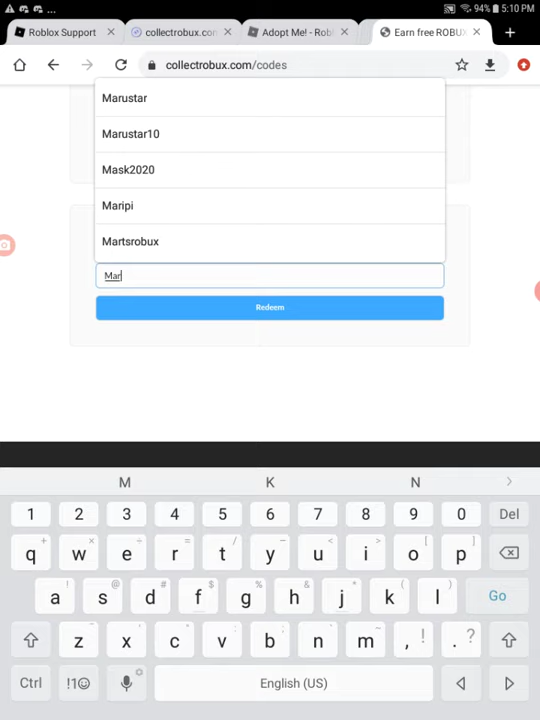 5:10 PM
94%
Roblox Support
collectrobux.com
Adopt Me! - Rob
Earn free ROBUX
collectrobux.com/codes
Marustar
Marustar10
Mask2020
Maripi
Martsrobux
Mar
Redeem
M K N
1 2 3 4 5 6 7 8 9 0 Del
q w e r t y u i o p
+ × ÷ = / _ < > [ ]
a s d f g h j k l Go
! @ # $ % ^ & * ( )
z x c v b n m , ! . ?
- ' " : ; , ?
Ctrl !1☺ English (US)